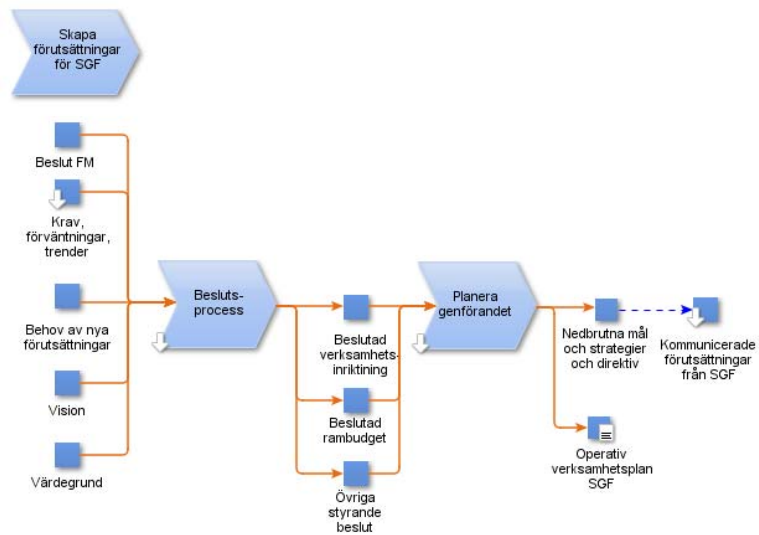 Skapa
förutsättningar
för SGF
Beslut FM
Krav,
förväntningar,
trender
Behov av nya
förutsättningar
Vision
Värdegrund
Besluts-
process
Beslutad
verksamhets-
inriktining
Beslutad
rambudget
Övriga
styrande
beslut
Planera
genförandet
Nedbrutna mål
och strategier
och direktiv
Kommunicerade
förutsättningar
från SGF
Operativ
verksamhetsplan
SGF